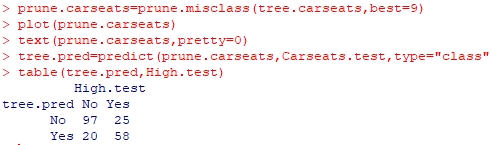 > prune.carseats=prune.misclass(tree.carseats,best=9)
> plot(prune.carseats)
> text(prune.carseats,pretty=0)
> tree.pred=predict(prune.carseats,Carseats.test,type="class"
> table(tree.pred,High.test)
High.test
tree.pred No Yes
No 97 25
Yes 20 58